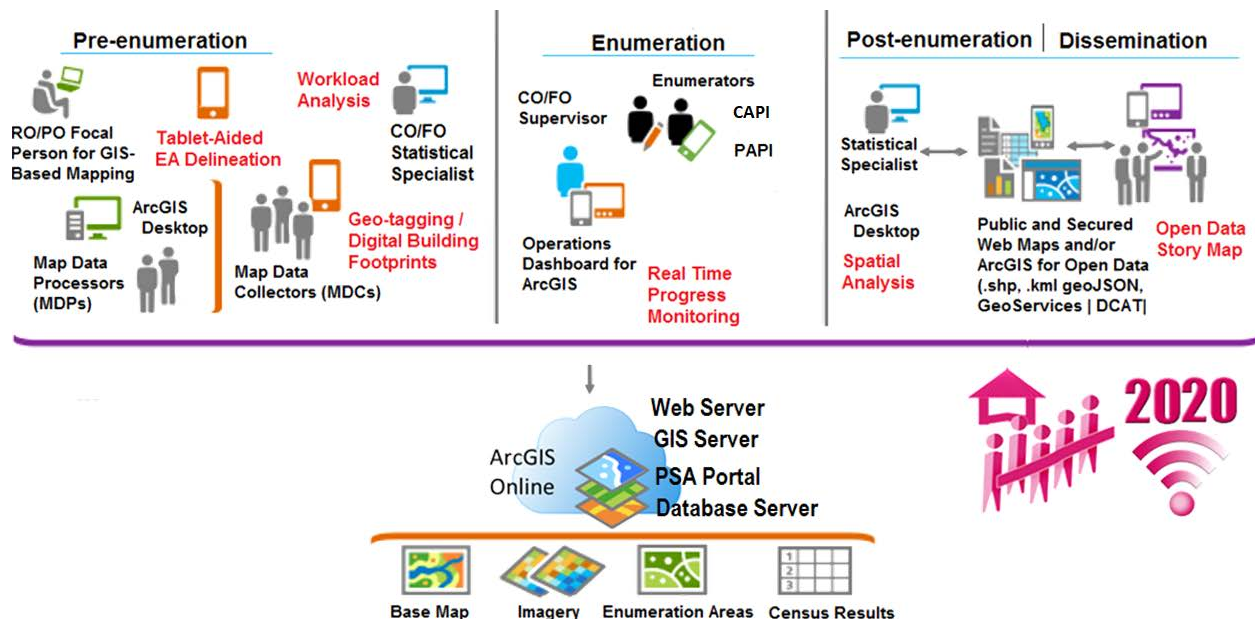 Pre-enumeration
RO/PO Focal
Person for GIS-
Based Mapping
Tablet-Aided
EA Delineation
Workload
Analysis
CO/FO
Statistical
Specialist
ArcGIS
Desktop
Map Data
Processors
(MDPs)
Map Data
Collectors (MDCs)
Geo-tagging /
Digital Building
Footprints
Enumeration
CO/FO
Supervisor
Enumerators
CAPI
PAPI
Operations
Dashboard for
ArcGIS
Real Time
Progress
Monitoring
Post-enumeration | Dissemination
Statistical
Specialist
ArcGIS
Desktop
Spatial
Analysis
Public and Secured
Web Maps and/or
ArcGIS for Open Data
(.shp, .kml geoJSON,
GeoServices | DCAT|
Open Data
Story Map
ArcGIS
Online
Web Server
GIS Server
PSA Portal
Database Server
2020
Base Map
Imagery
Enumeration Areas
1
2
3
Census Results